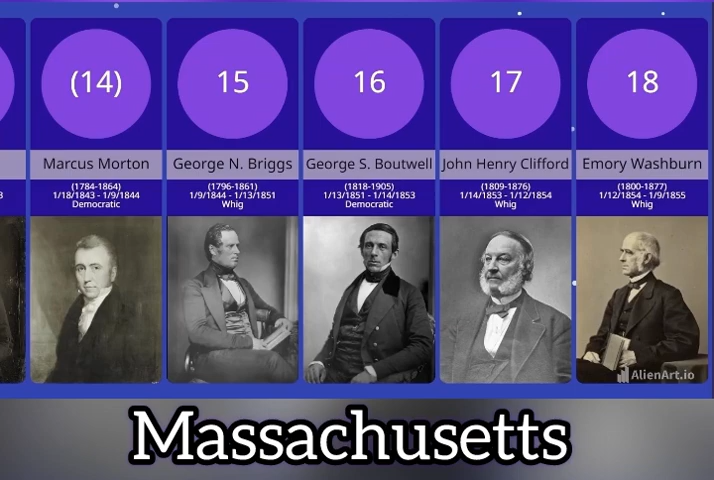 (14)
15
16
17
18
Marcus Morton
George N. Briggs
George S. Boutwell
John Henry Clifford
Emory Washburn
(1784-1864)
1/18/1843 - 1/9/1844
Democratic
(1796-1861)
1/9/1844 - 1/13/1851
Whig
(1818-1905)
1/13/1851 - 1/14/1853
Democratic
(1809-1876)
1/14/1853 - 1/12/1854
Whig
(1800-1877)
1/12/1854 - 1/9/1855
Whig
AlienArt.io
Massachusetts